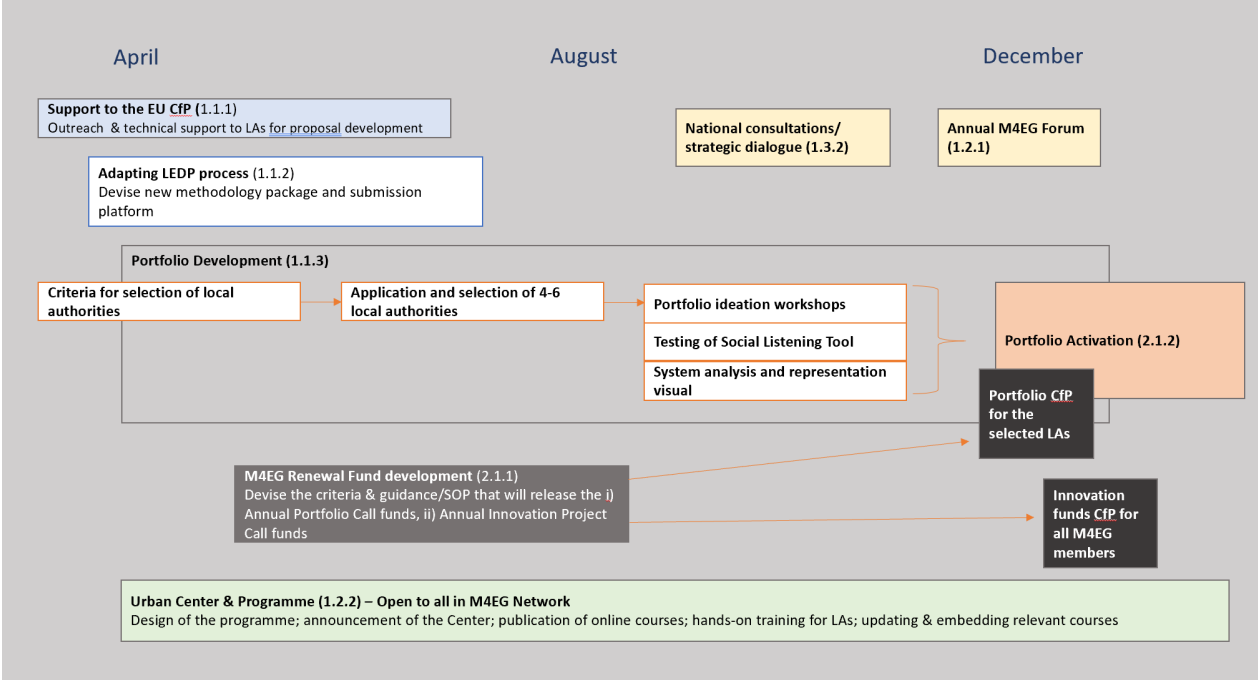 April
August
December
Support to the EU CfP (1.1.1)
Outreach & technical support to LAs for proposal development
National consultations/
strategic dialogue (1.3.2)
Annual M4EG Forum
(1.2.1)
Adapting LEDP process (1.1.2)
Devise new methodology package and submission
platform
Portfolio Development (1.1.3)
Criteria for selection of local
authorities
Application and selection of 4-6
local authorities
Portfolio ideation workshops
Testing of Social Listening Tool
System analysis and representation
visual
Portfolio Activation (2.1.2)
Portfolio CfP
for the
selected LAs
M4EG Renewal Fund development (2.1.1)
Devise the criteria & guidance/SOP that will release the i)
Annual Portfolio Call funds, ii) Annual Innovation Project
Call funds
Innovation
funds CfP for
all M4EG
members
Urban Center & Programme (1.2.2) – Open to all in M4EG Network
Design of the programme; announcement of the Center; publication of online courses; hands-on training for LAs; updating & embedding relevant courses